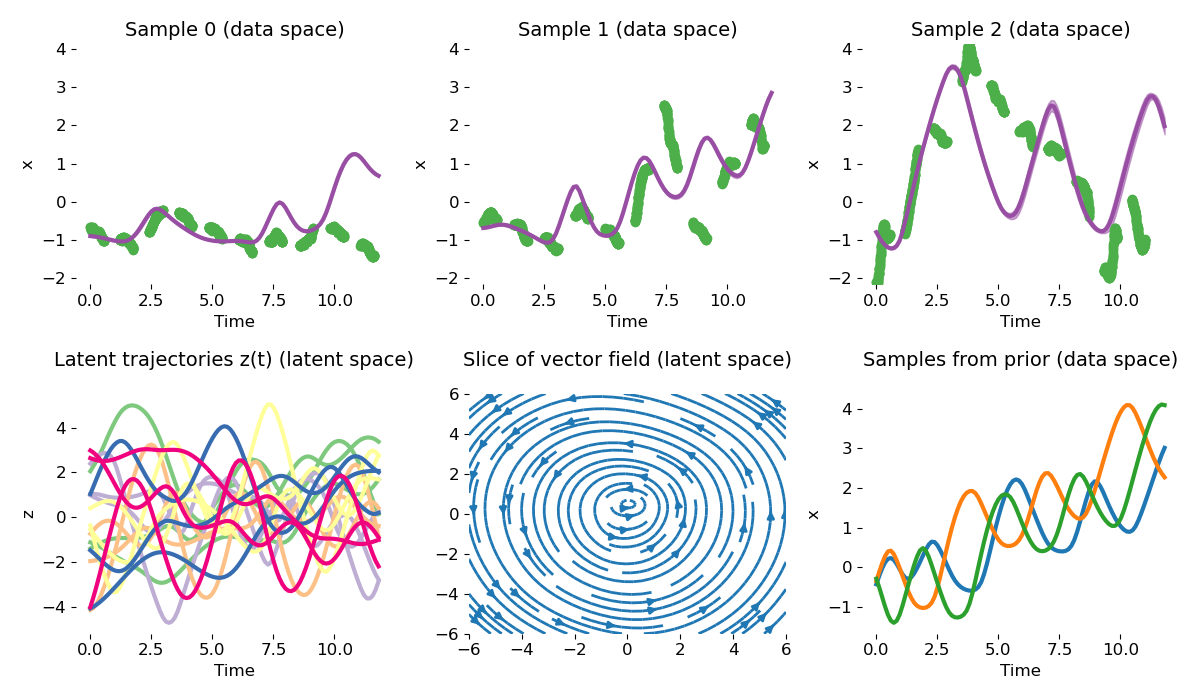 Sample 0 (data space)
Sample 1 (data space)
Sample 2 (data space)
4
3
2
1
0
−1
−2
x
0.0 2.5 5.0 7.5 10.0
Time
4
3
2
1
0
−1
−2
x
0.0 2.5 5.0 7.5 10.0
Time
4
3
2
1
0
−1
−2
x
0.0 2.5 5.0 7.5 10.0
Time
Latent trajectories z(t) (latent space)
Slice of vector field (latent space)
Samples from prior (data space)
4
2
0
−2
−4
z
0.0 2.5 5.0 7.5 10.0
Time
6
4
2
0
−2
−4
−6
−6 −4 −2 0 2 4 6
4
3
2
1
0
−1
x
0.0 2.5 5.0 7.5 10.0
Time